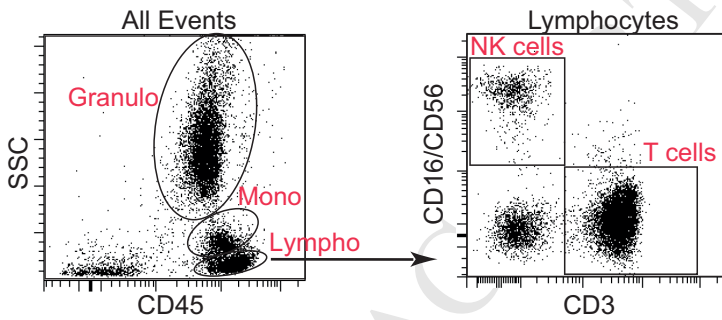 All Events
Granulo
Mono
Lympho
SSC
CD45
Lymphocytes
NK cells
T cells
CD16/CD56
CD3